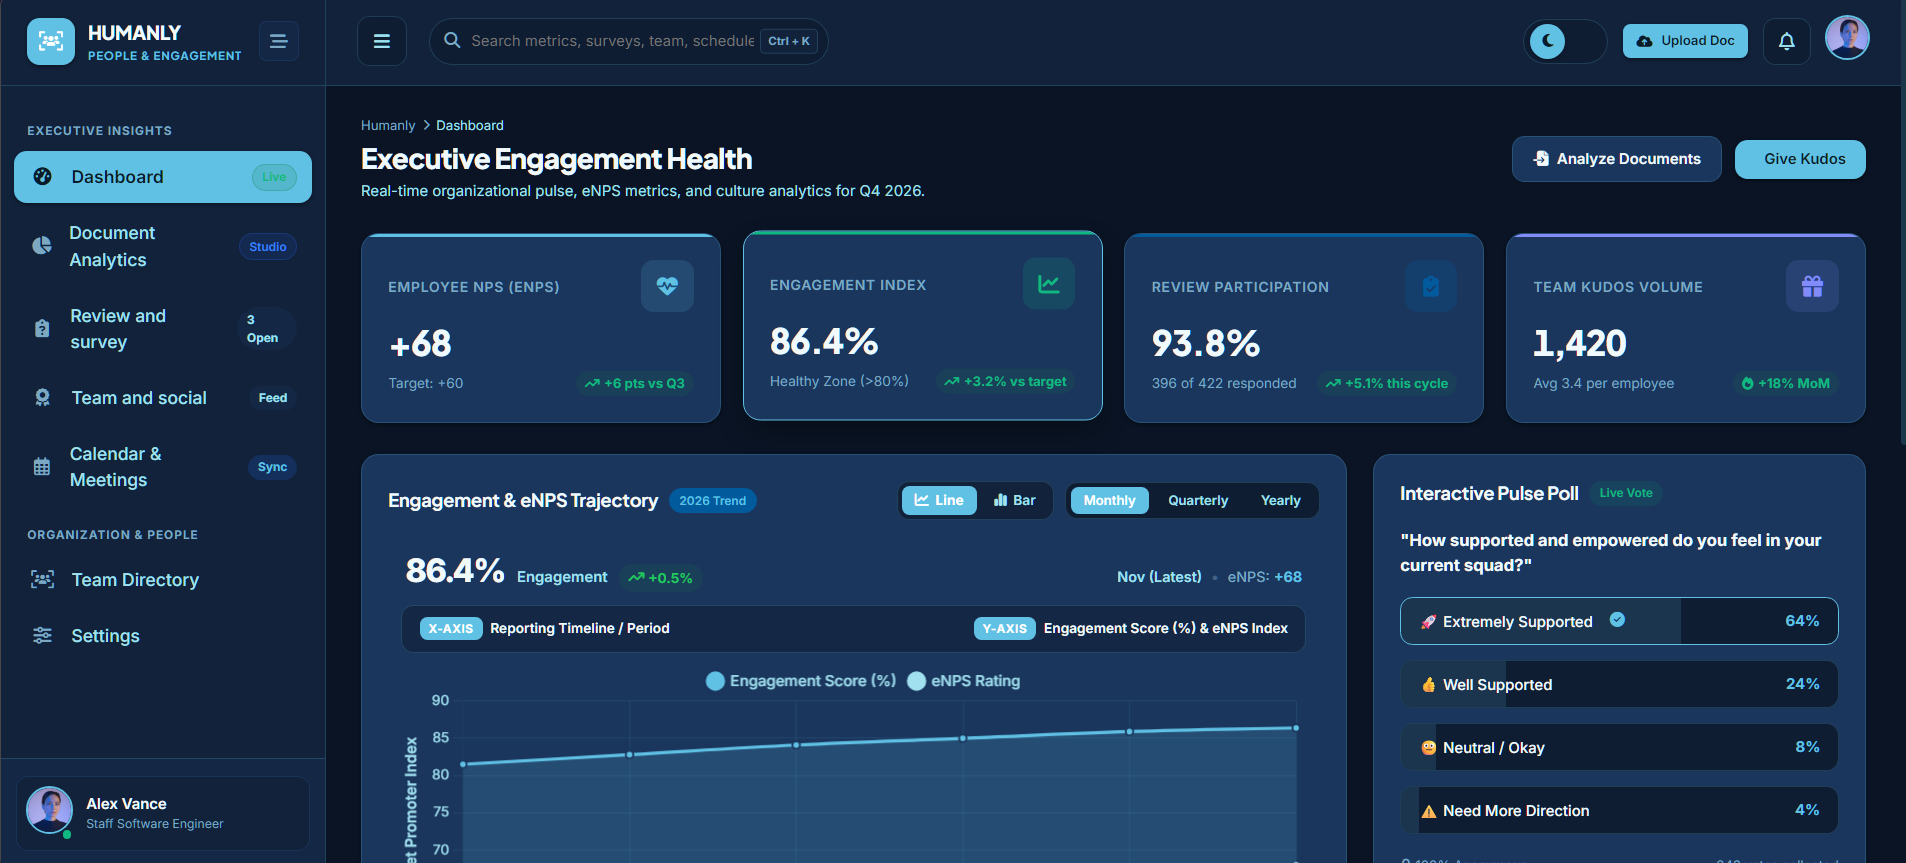 HUMANLY
PEOPLE & ENGAGEMENT
Search metrics, surveys, team, schedule
Ctrl + K
Upload Doc
EXECUTIVE INSIGHTS
Dashboard
Live
Document
Analytics
Studio
Review and
survey
3
Open
Team and social
Feed
Calendar &
Meetings
Sync
ORGANIZATION & PEOPLE
Team Directory
Settings
Alex Vance
Staff Software Engineer
Humanly > Dashboard
Executive Engagement Health
Real-time organizational pulse, eNPS metrics, and culture analytics for Q4 2026.
Analyze Documents
Give Kudos
EMPLOYEE NPS (ENPS)
+68
Target: +60
+6 pts vs Q3
ENGAGEMENT INDEX
86.4%
Healthy Zone (>80%)
+3.2% vs target
REVIEW PARTICIPATION
93.8%
396 of 422 responded
+5.1% this cycle
TEAM KUDOS VOLUME
1,420
Avg 3.4 per employee
+18% MoM
Engagement & eNPS Trajectory
2026 Trend
Line
Bar
Monthly
Quarterly
Yearly
86.4% Engagement +0.5%
Nov (Latest) • eNPS: +68
X-AXIS Reporting Timeline / Period
Y-AXIS Engagement Score (%) & eNPS Index
Engagement Score (%)
eNPS Rating
90
85
80
75
70
Promoter Index
Interactive Pulse Poll
Live Vote
"How supported and empowered do you feel in your
current squad?"
🚀 Extremely Supported
64%
👍 Well Supported
24%
😐 Neutral / Okay
8%
⚠️ Need More Direction
4%